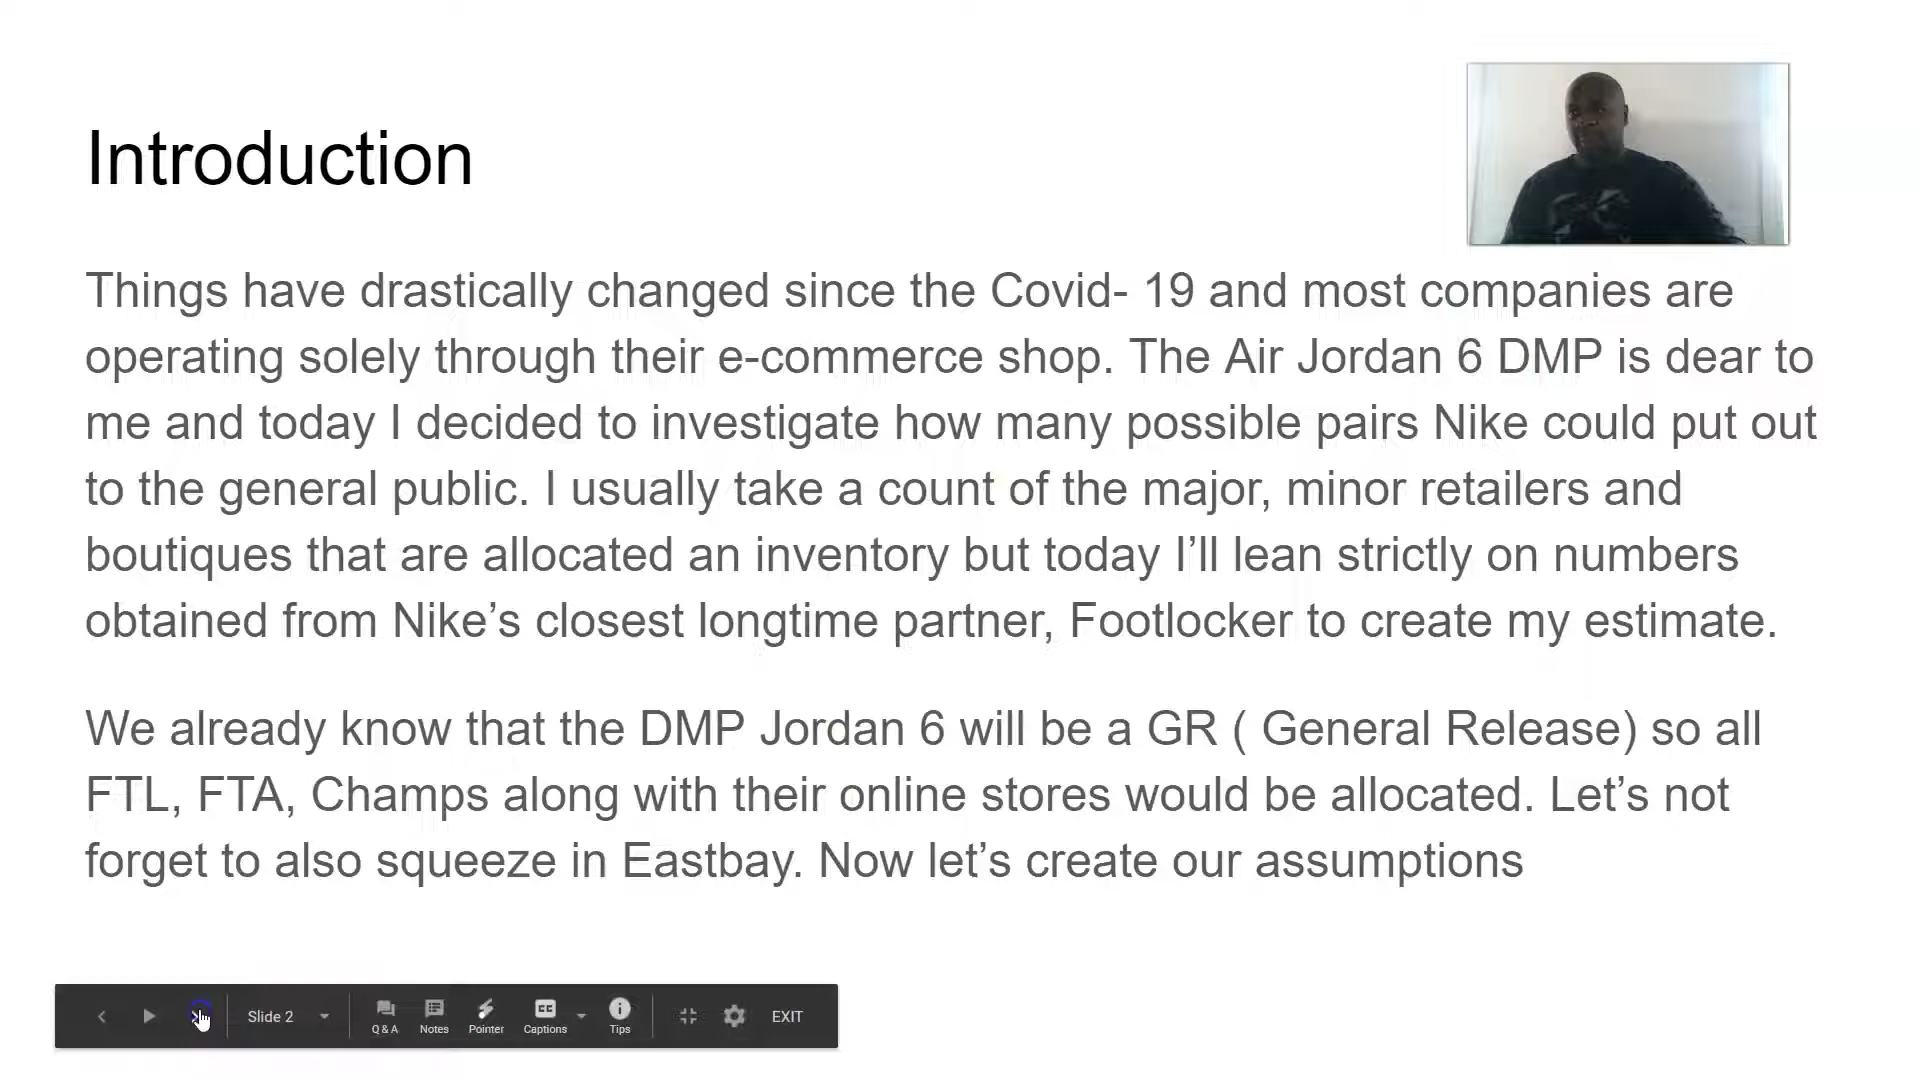 Introduction
Things have drastically changed since the Covid- 19 and most companies are
operating solely through their e-commerce shop. The Air Jordan 6 DMP is dear to
me and today I decided to investigate how many possible pairs Nike could put out
to the general public. I usually take a count of the major, minor retailers and
boutiques that are allocated an inventory but today I’ll lean strictly on numbers
obtained from Nike’s closest longtime partner, Footlocker to create my estimate.
We already know that the DMP Jordan 6 will be a GR ( General Release) so all
FTL, FTA, Champs along with their online stores would be allocated. Let’s not
forget to also squeeze in Eastbay. Now let’s create our assumptions
Slide 2
Q & A
Notes
Pointer
CC
Captions
Tips
EXIT